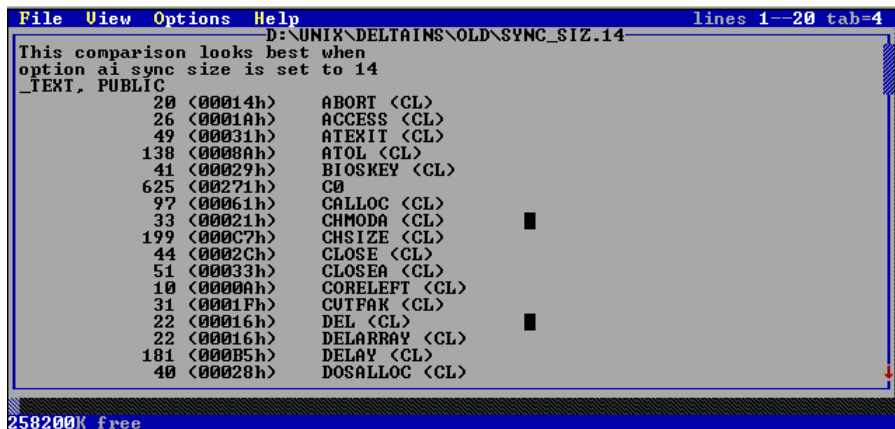 File View Options Help lines 1--20 tab=4
D:\UNIX\DELTAINS\OLD\SYNC_SIZ.14
This comparison looks best when
option ai sync size is set to 14
_TEXT, PUBLIC
20 (00014h) ABORT (CL)
26 (0001Ah) ACCESS (CL)
49 (00031h) ATEXIT (CL)
138 (0008Ah) ATOL (CL)
41 (00029h) BIOSKEY (CL)
625 (00271h) C0
97 (00061h) CALLOC (CL)
33 (00021h) CHMODA (CL)
199 (000C7h) CHSIZE (CL)
44 (0002Ch) CLOSE (CL)
51 (00033h) CLOSEA (CL)
10 (0000Ah) CORELEFT (CL)
31 (0001Fh) CVTFAK (CL)
22 (00016h) DEL (CL)
22 (00016h) DELARRAY (CL)
181 (000B5h) DELAY (CL)
40 (00028h) DOSALLOC (CL)
258200K free